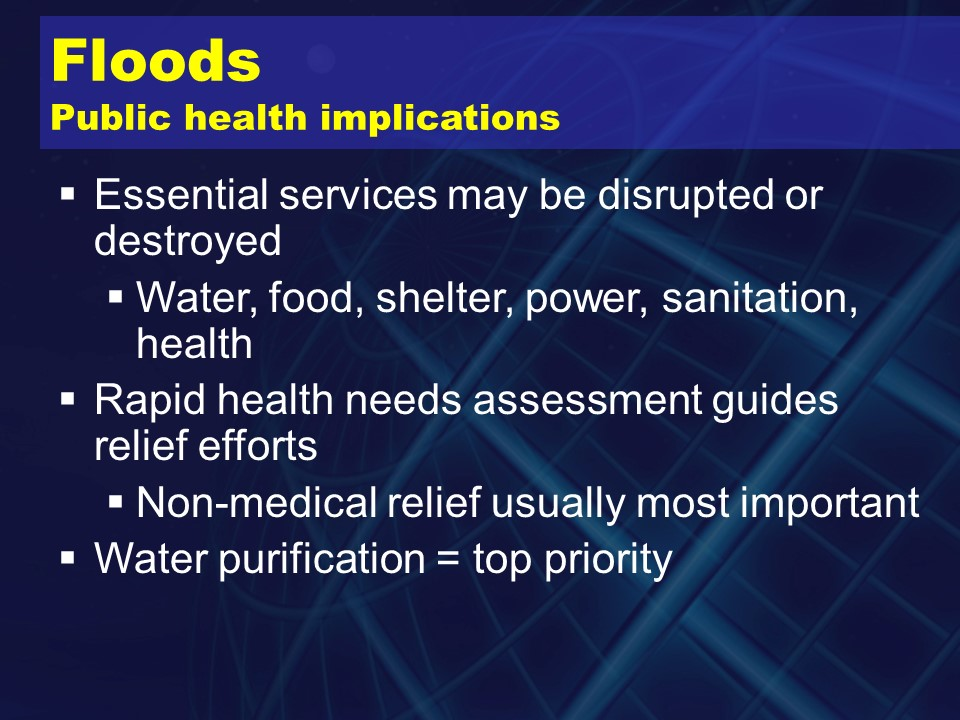 Floods
Public health implications
▪ Essential services may be disrupted or
destroyed
▪ Water, food, shelter, power, sanitation,
health
▪ Rapid health needs assessment guides
relief efforts
▪ Non-medical relief usually most important
▪ Water purification = top priority